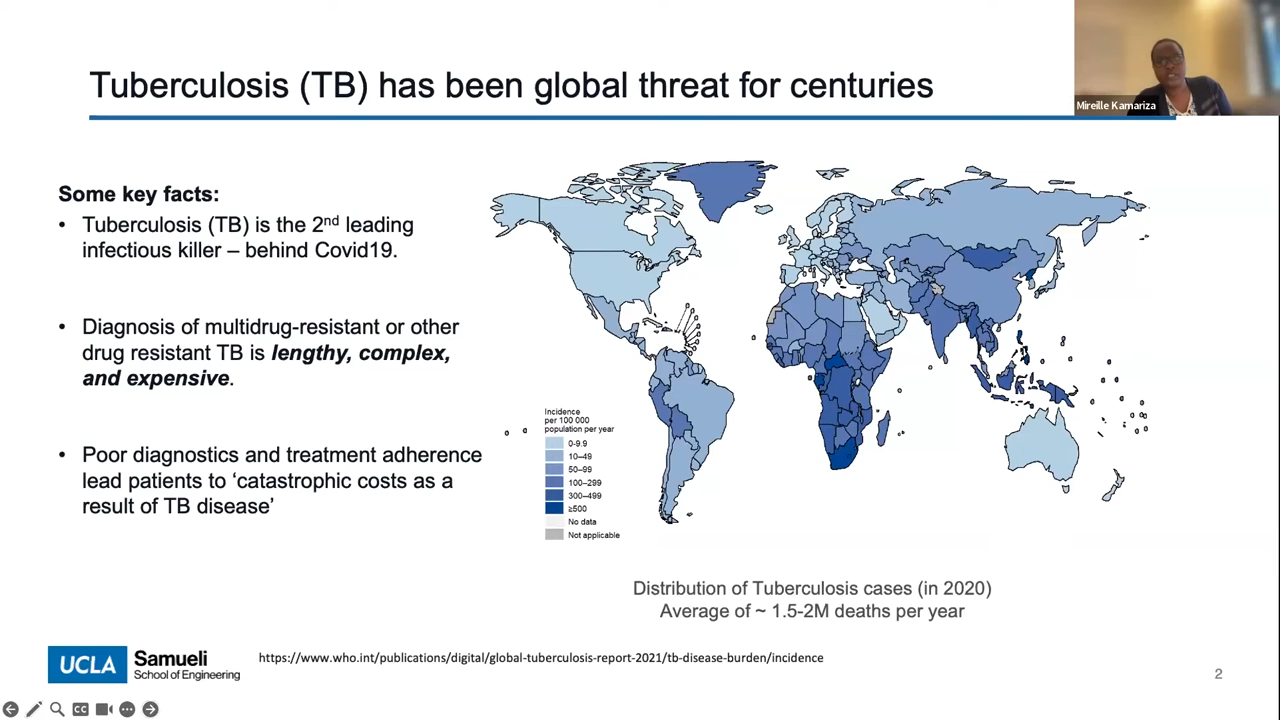 Tuberculosis (TB) has been global threat for centuries
Mireille Kamariza
Some key facts:
• Tuberculosis (TB) is the 2nd leading
infectious killer – behind Covid19.
• Diagnosis of multidrug-resistant or other
drug resistant TB is lengthy, complex,
and expensive.
• Poor diagnostics and treatment adherence
lead patients to ‘catastrophic costs as a
result of TB disease’
Incidence
per 100 000
population per year
0-9.9
10–49
50–99
100–299
300–499
≥500
No data
Not applicable
Distribution of Tuberculosis cases (in 2020)
Average of ~ 1.5-2M deaths per year
UCLA
Samueli
School of Engineering
https://www.who.int/publications/digital/global-tuberculosis-report-2021/tb-disease-burden/incidence
2
CC